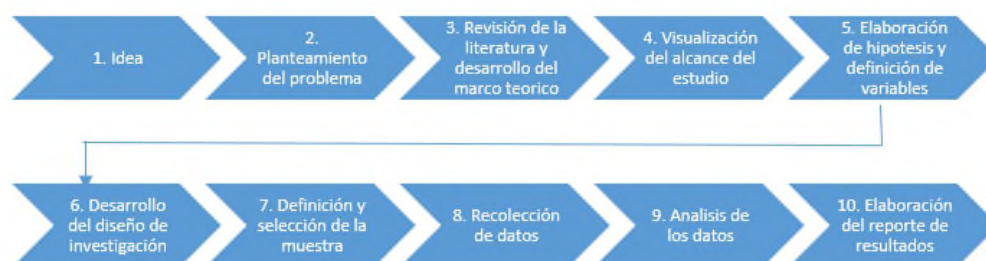 1. Idea
2.
Planteamiento
del problema
3. Revisión de la
literatura y
desarrollo del
marco teorico
4. Visualización
del alcance del
estudio
5. Elaboración
de hipotesis y
definición de
variables
6. Desarrollo
del diseño de
investigación
7. Definición y
selección de la
muestra
8. Recolección
de datos
9. Analisis de
los datos
10. Elaboración
del reporte de
resultados